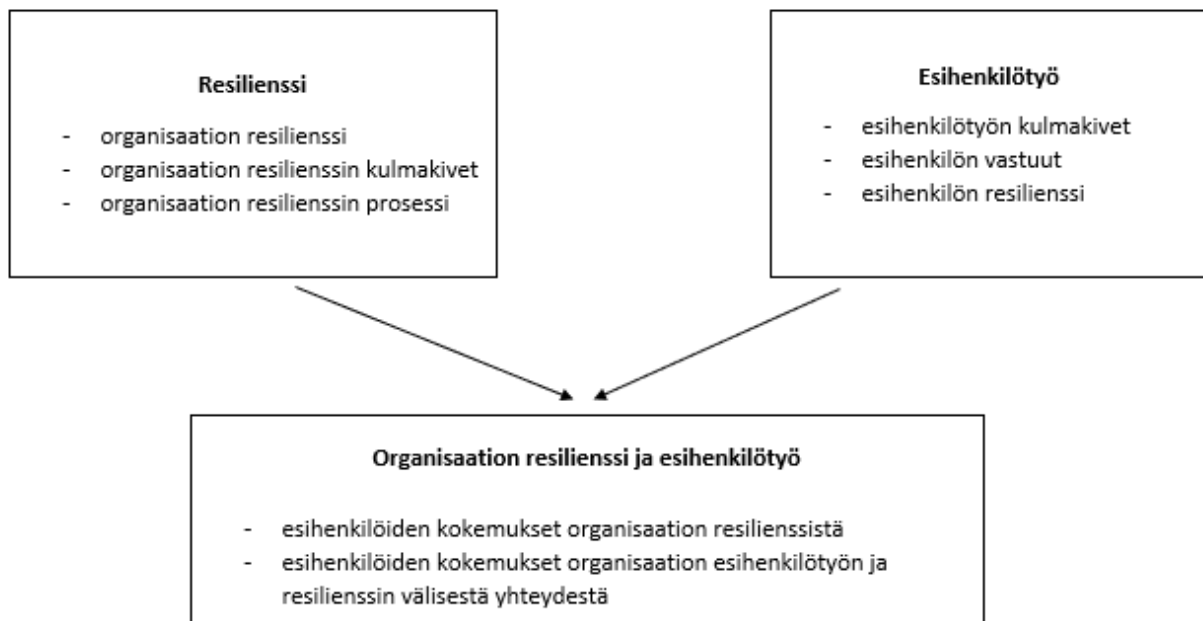 Resilienssi
- organisaation resilienssi
- organisaation resilienssin kulmakivet
- organisaation resilienssin prosessi
Esihenkilötyö
- esihenkilötyön kulmakivet
- esihenkilön vastuut
- esihenkilön resilienssi
Organisaation resilienssi ja esihenkilötyö
- esihenkilöiden kokemukset organisaation resilienssistä
- esihenkilöiden kokemukset organisaation esihenkilötyön ja
resilienssin välisestä yhteydestä